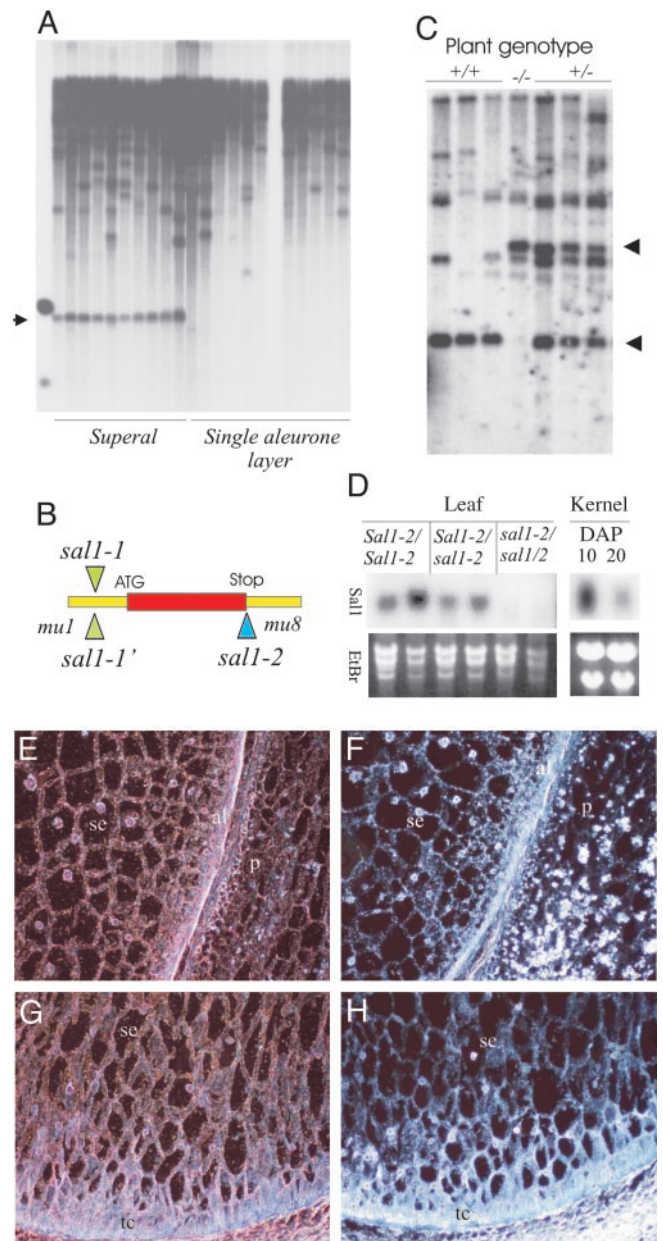 A
Superal
Single aleurone
layer
B
sal1-1
ATG
Stop
mu1
mu8
sal1-1'
sal1-2
C
Plant genotype
+/+
-/-
+/-
D
Leaf
Kernel
Sal1-2/
Sal1-2
Sal1-2/
sal1-2
sal1-2/
sal1/2
DAP
10 20
Sal1
EtBr
E
se
al
p
F
se
al
p
G
se
tc
H
se
tc